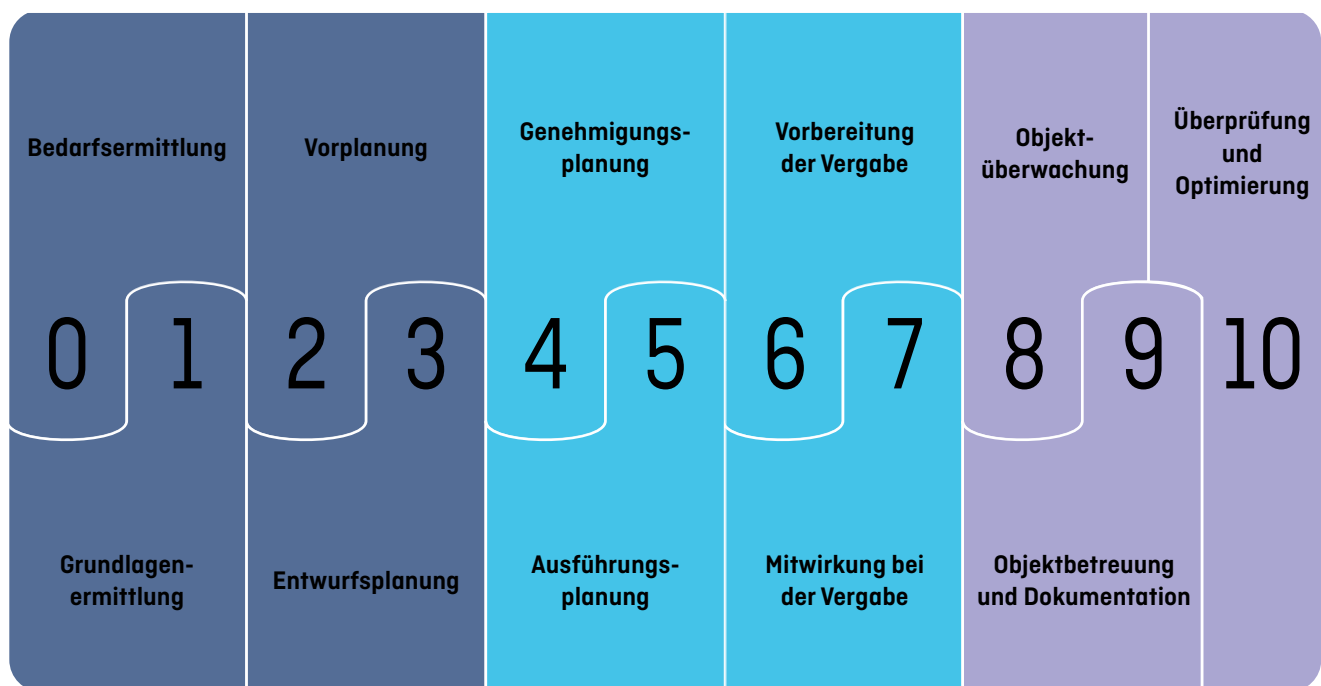 Bedarfsermittlung
Vorplanung
Genehmigungs-
planung
Vorbereitung
der Vergabe
Objekt-
überwachung
Überprüfung
und
Optimierung
0 1 2 3 4 5 6 7 8 9 10
Grundlagen-
ermittlung
Entwurfsplanung
Ausführungs-
planung
Mitwirkung bei
der Vergabe
Objektbetreuung
und Dokumentation